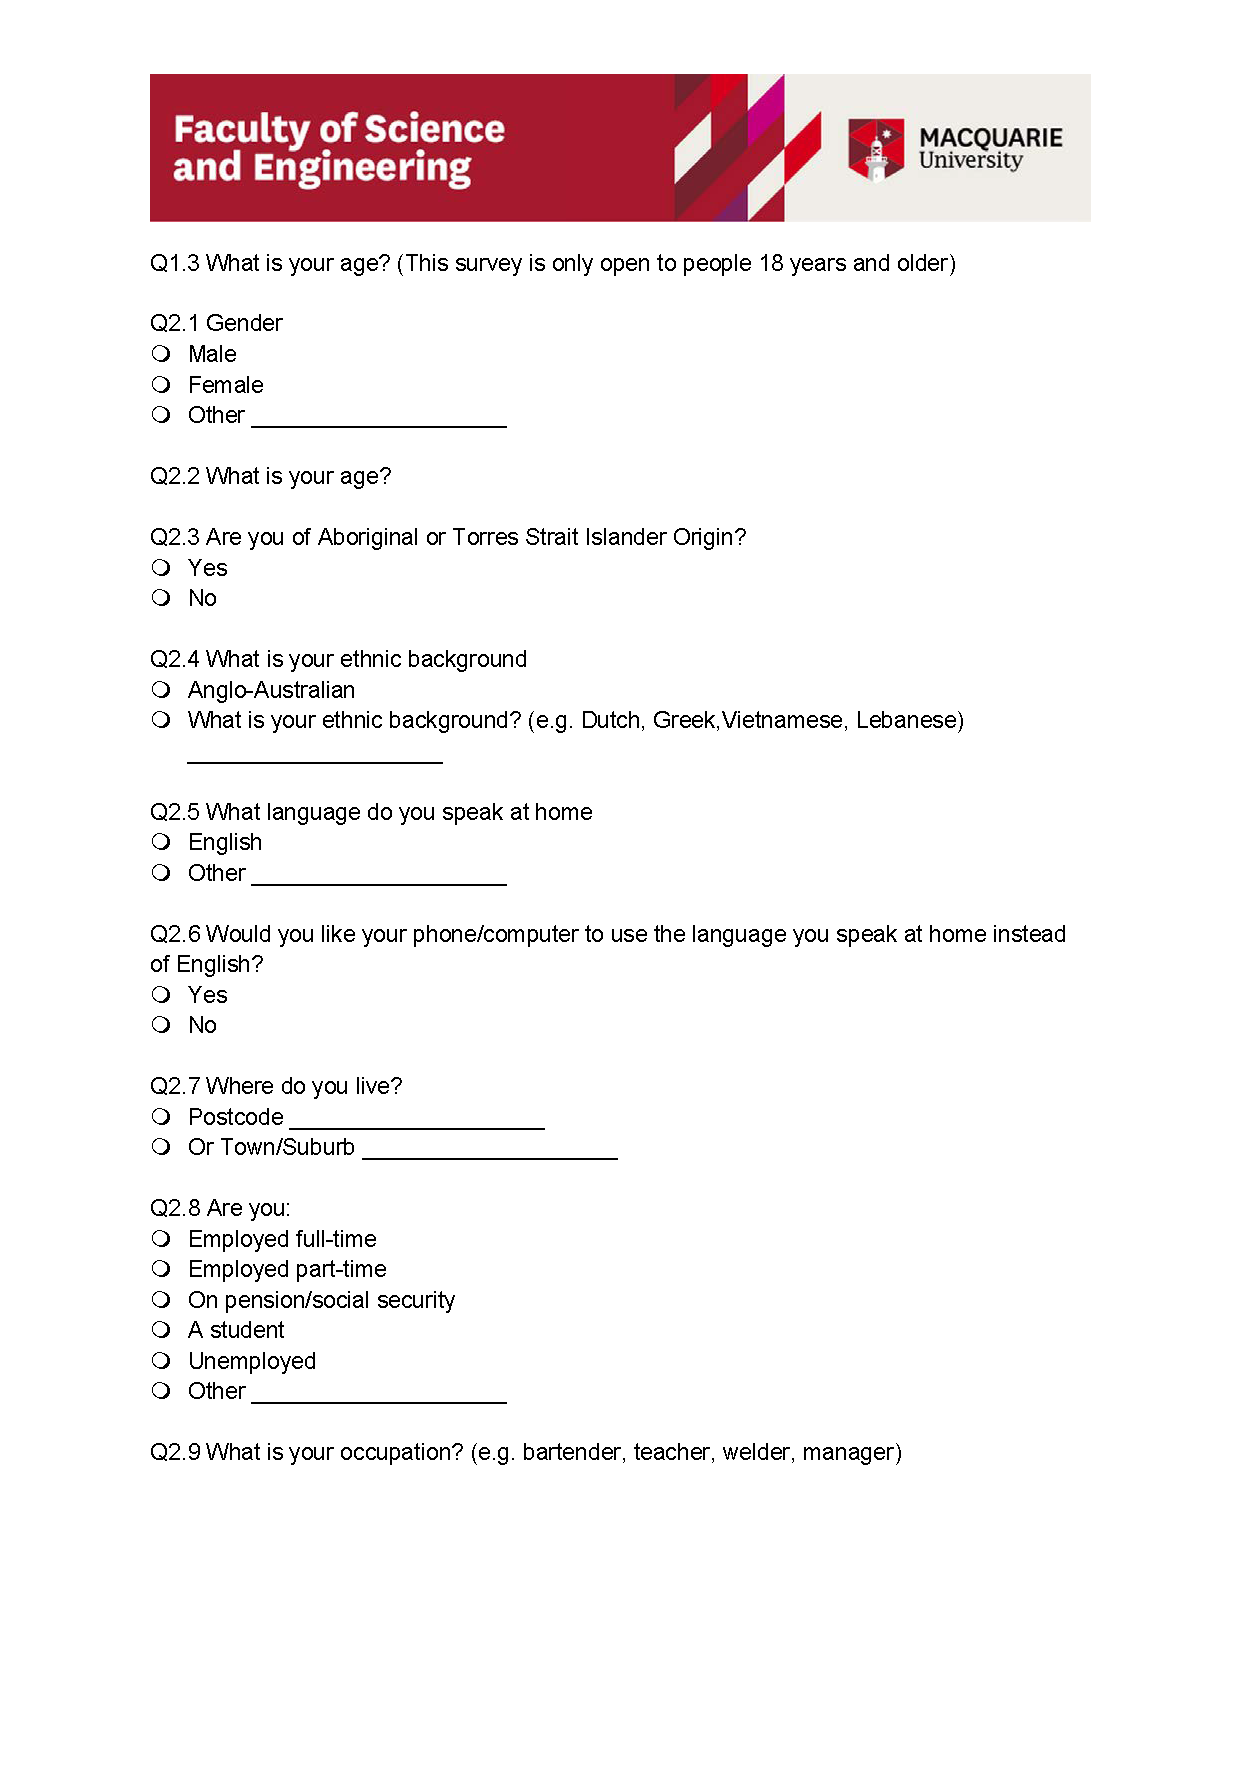 Faculty of Science
and Engineering
MACQUARIE
University
Q1.3 What is your age? (This survey is only open to people 18 years and older)
Q2.1 Gender
Male
Female
Other ____________________
Q2.2 What is your age?
Q2.3 Are you of Aboriginal or Torres Strait Islander Origin?
Yes
No
Q2.4 What is your ethnic background
Anglo-Australian
What is your ethnic background? (e.g. Dutch, Greek,Vietnamese, Lebanese)
____________________
Q2.5 What language do you speak at home
English
Other ____________________
Q2.6 Would you like your phone/computer to use the language you speak at home instead
of English?
Yes
No
Q2.7 Where do you live?
Postcode ____________________
Or Town/Suburb ____________________
Q2.8 Are you:
Employed full-time
Employed part-time
On pension/social security
A student
Unemployed
Other ____________________
Q2.9 What is your occupation? (e.g. bartender, teacher, welder, manager)